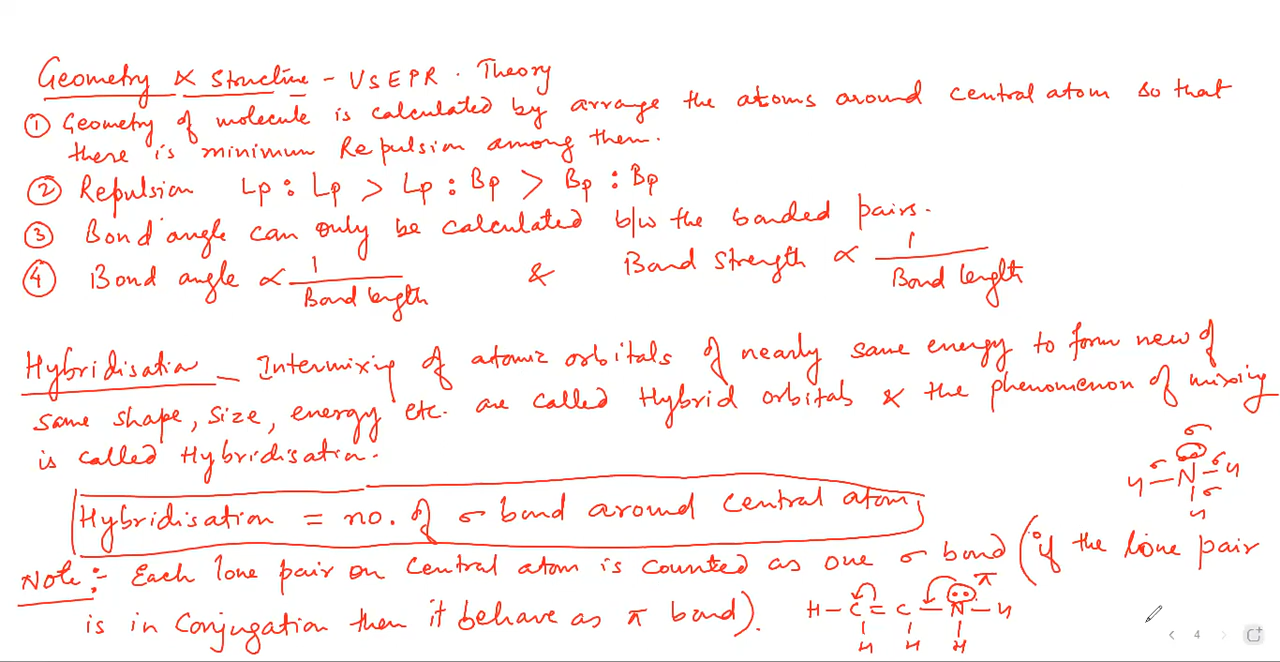 Geometry & Structure - VSEPR. Theory
① Geometry of molecule is calculated by arrange the atoms around central atom so that
there is minimum Repulsion among them.
② Repulsion Lp : Lp > Lp : Bp > Bp : Bp
③ Bond angle can only be calculated b/w the bonded pairs.
④ Bond angle ∝ 1/Bond length & Bond Strength ∝ 1/Bond length
Hybridisation - Intermixing of atomic orbitals of nearly same energy to form new of
same shape, size, energy etc. are called Hybrid orbitals & the phenomenon of mixing
is called Hybridisation.
σ
H σ N σ H
σ
H
Hybridisation = no. of σ bond around central atom
Note:- Each lone pair on central atom is counted as one σ bond (if the lone pair
is in Conjugation then it behave as π bond).
π
H - C = C - N - H
H H H
4